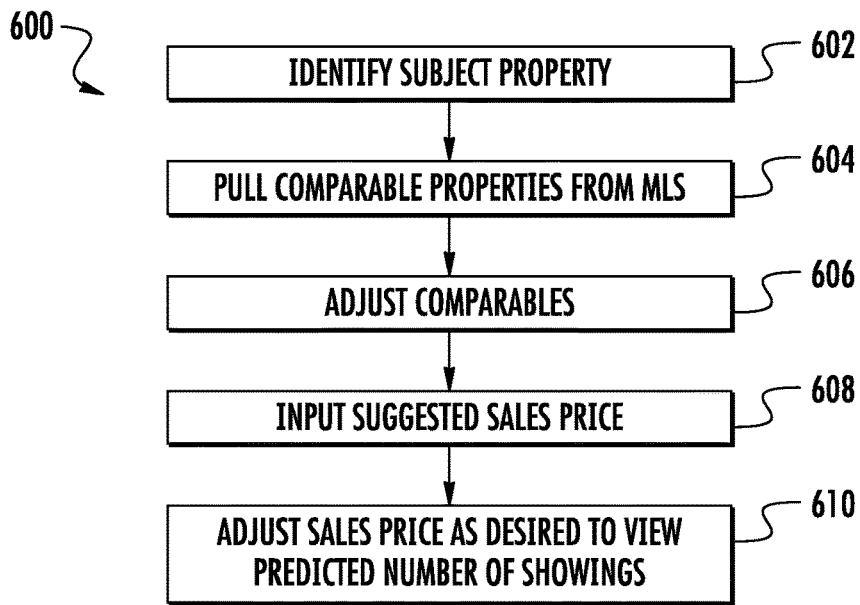 600
IDENTIFY SUBJECT PROPERTY
602
PULL COMPARABLE PROPERTIES FROM MLS
604
ADJUST COMPARABLES
606
INPUT SUGGESTED SALES PRICE
608
ADJUST SALES PRICE AS DESIRED TO VIEW
PREDICTED NUMBER OF SHOWINGS
610